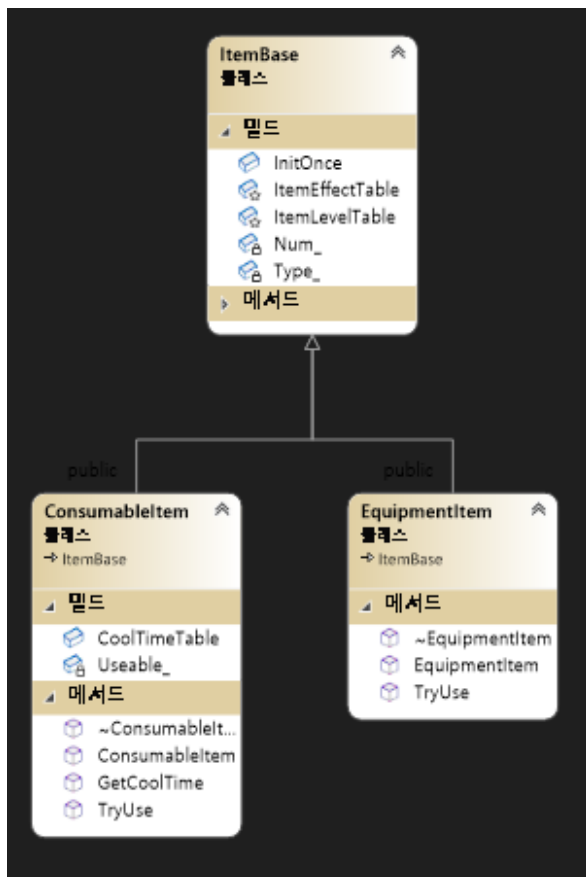 ItemBase
클래스
필드
InitOnce
ItemEffectTable
ItemLevelTable
Num_
Type_
메서드
public
public
ConsumableItem
클래스
ItemBase
필드
CoolTimeTable
Useable_
메서드
~ConsumableIt...
ConsumableItem
GetCoolTime
TryUse
EquipmentItem
클래스
ItemBase
메서드
~EquipmentItem
EquipmentItem
TryUse